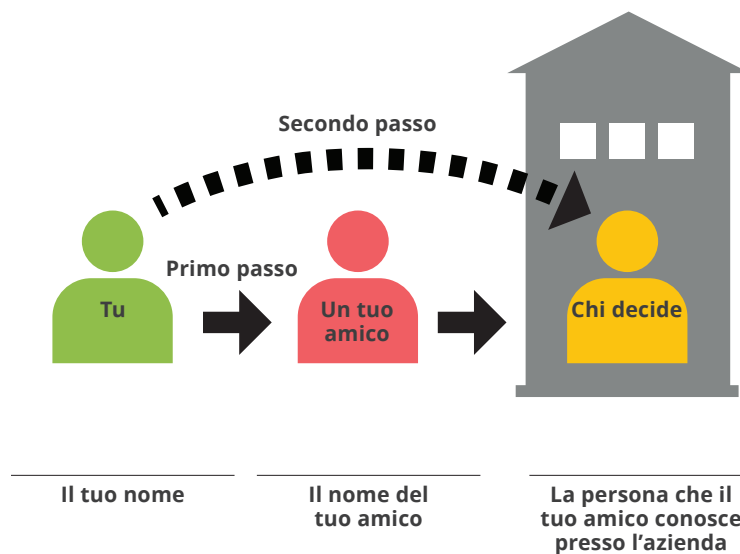 Secondo passo
Primo passo
Tu
Un tuo
amico
Chi decide
Il tuo nome
Il nome del
tuo amico
La persona che il
tuo amico conosce
presso l'azienda